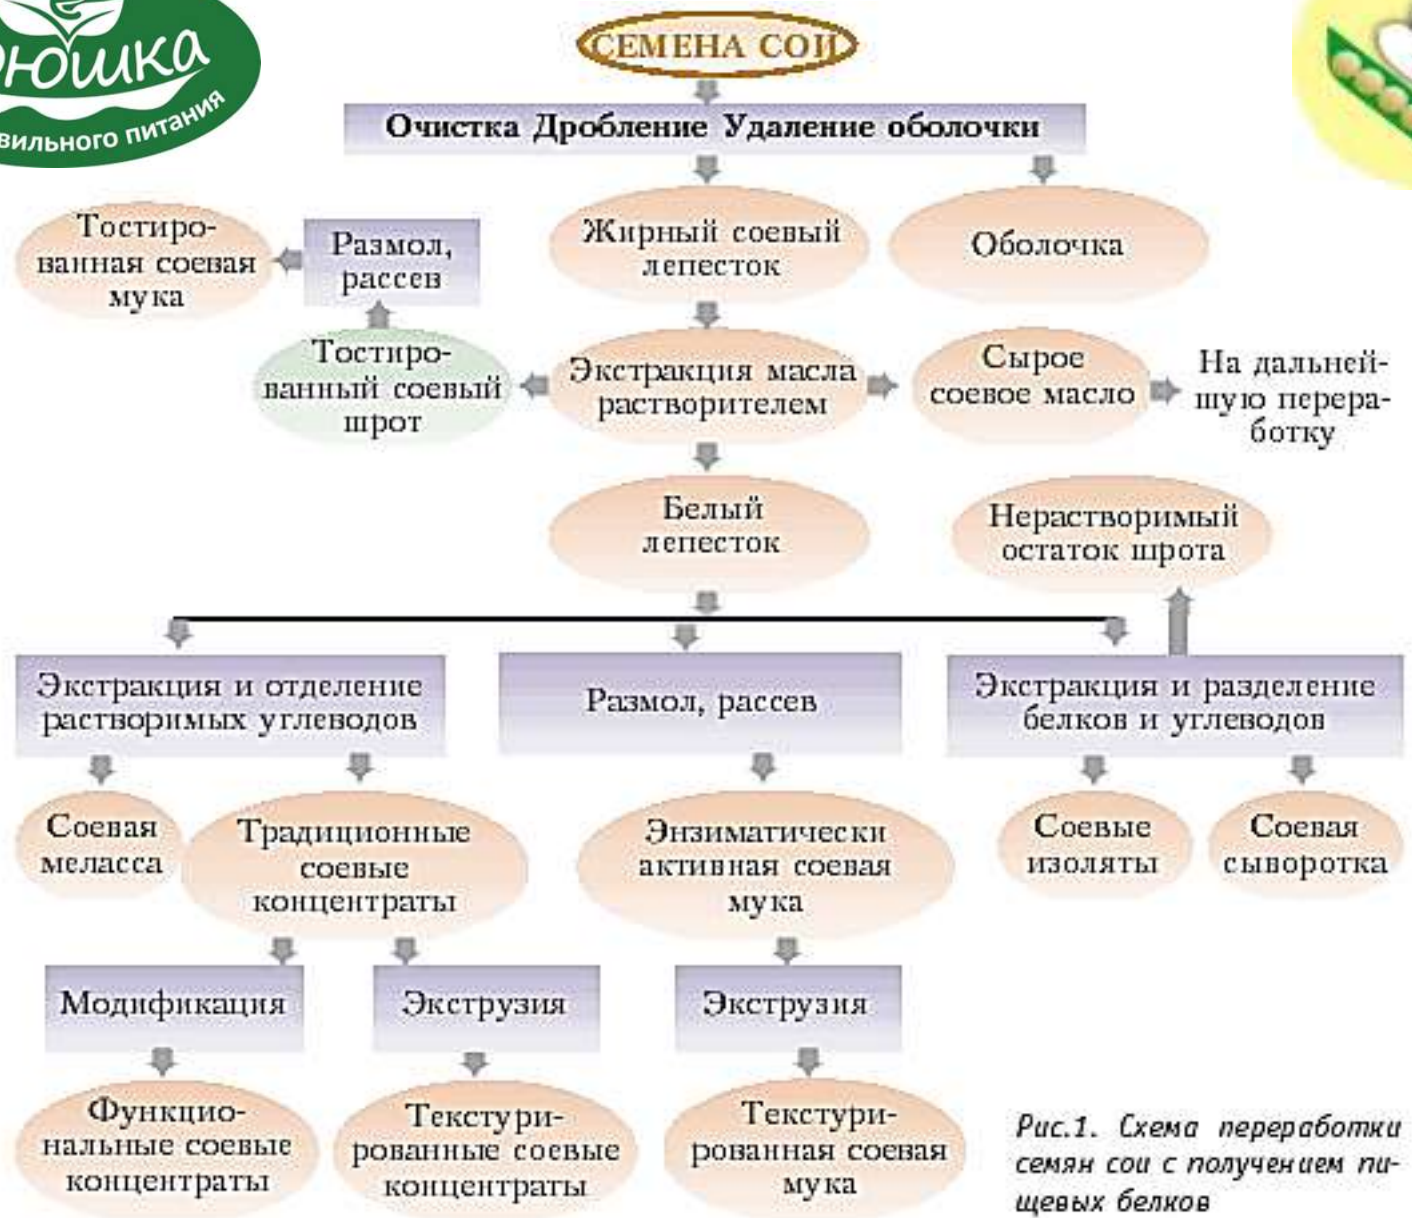 СЕМЕНА СОИ
Очистка Дробление Удаление оболочки
Тостиро-
ванная соевая
мука
Размол,
рассев
Жирный соевый
лепесток
Оболочка
Тостиро-
ванный соевый
шрот
Экстракция масла
растворителем
Сырое
соевое масло
На дальней-
шую перера-
ботку
Белый
лепесток
Нерастворимый
остаток шрота
Экстракция и отделение
растворимых углеводов
Размол, рассев
Экстракция и разделение
белков и углеводов
Соевая
меласса
Традиционные
соевые
концентраты
Энзиматически
активная соевая
мука
Соевые
изоляты
Соевая
сыворотка
Модификация
Экструзия
Экструзия
Функцио-
нальные соевые
концентраты
Текстури-
рованные соевые
концентраты
Текстури-
рованная соевая
мука
Рис.1. Схема переработки
семян сои с получением пи-
щевых белков
питания